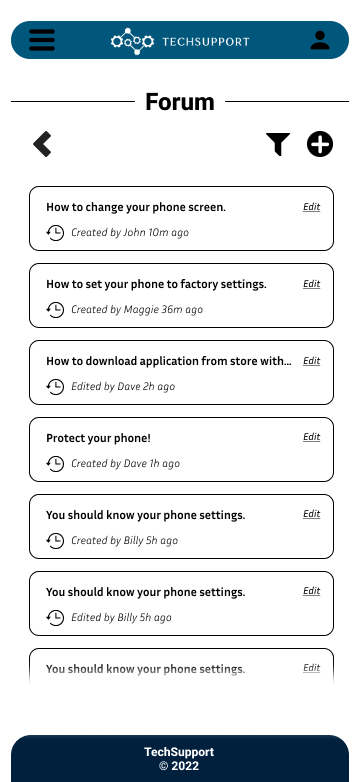 TECHSUPPORT
Forum
How to change your phone screen.
Edit
Created by John 10m ago
How to set your phone to factory settings.
Edit
Created by Maggie 36m ago
How to download application from store with...
Edit
Edited by Dave 2h ago
Protect your phone!
Edit
Created by Dave 1h ago
You should know your phone settings.
Edit
Created by Billy 5h ago
You should know your phone settings.
Edit
Edited by Billy 5h ago
You should know your phone settings.
Edit
TechSupport
© 2022